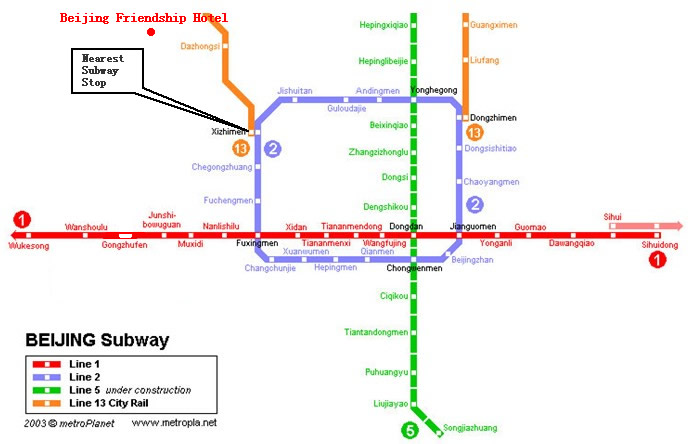 Beijing Friendship Hotel
Hepingxiqiao
Guangximen
Dazhongsi
Nearest
Subway
Stop
Hepinglibeijie
Liufang
Jishuitan
Andingmen
Yonghegong
Guloudajie
Xizhimen
Beixinqiao
Dongzhimen
13
2
13
Zhangzizhonglu
Dongsishitiao
Chegongzhuang
Dongsi
Chaoyangmen
Fuchengmen
Dengshikou
2
1
Wanshoulu
Junshi-
bowuguan
Nanlishilu
Xidan
Tiananmendong
Dongdan
Jianguomen
Guomao
Sihui
Wukesong
Gongzhufen
Muxidi
Fuxingmen
Tiananmenxi
Wangfujing
Yonganli
Dawangqiao
Sihuidong
Xuanwumen
Qianmen
Beijingzhan
1
Changchunjie
Hepingmen
Chongwenmen
Ciqikou
Tiantandongmen
BEIJING Subway
Line 1
Line 2
Line 5 under construction
Line 13 City Rail
2003 © metroPlanet www.metropla.net
Puhuangyu
Liujiayao
5
Songjiazhuang